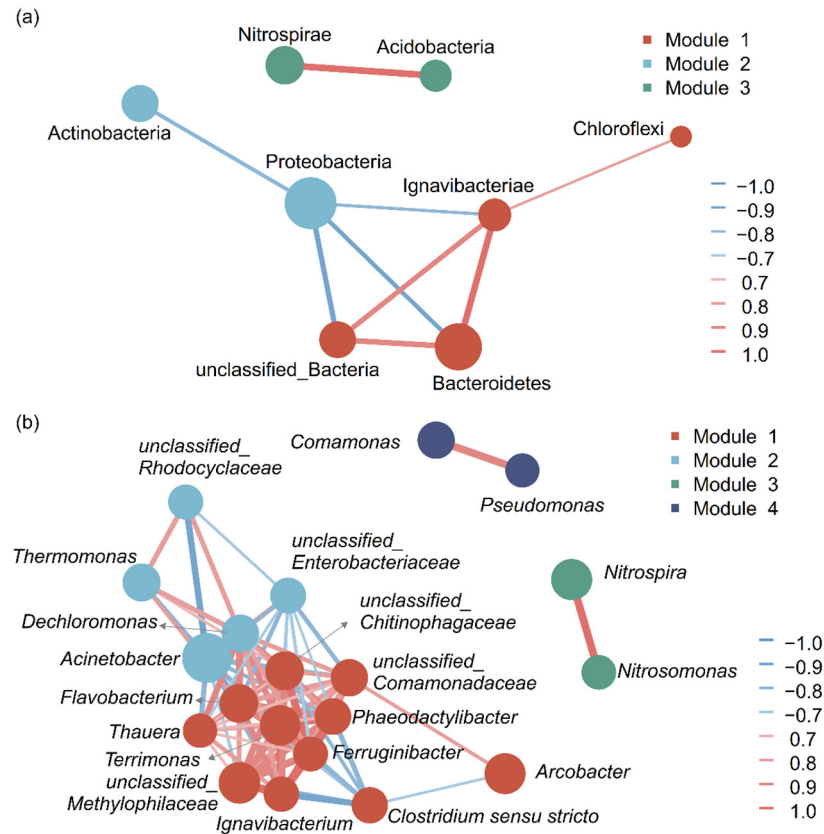 (a)
Nitrospirae
Acidobacteria
Module 1
Module 2
Module 3
Actinobacteria
Chloroflexi
Proteobacteria
Ignavibacteriae
unclassified_Bacteria
Bacteroidetes
−1.0
−0.9
−0.8
−0.7
0.7
0.8
0.9
1.0
(b)
unclassified_
Rhodocyclaceae
Comamonas
Pseudomonas
Module 1
Module 2
Module 3
Module 4
Thermomonas
unclassified_
Enterobacteriaceae
Nitrospira
Dechloromonas
unclassified_
Chitinophagaceae
Acinetobacter
unclassified_
Comamonadaceae
Nitrosomonas
Flavobacterium
Phaeodactylibacter
Thauera
Terrimonas
Ferruginibacter
Arcobacter
unclassified_
Methylophilaceae
Ignavibacterium
Clostridium sensu stricto
−1.0
−0.9
−0.8
−0.7
0.7
0.8
0.9
1.0